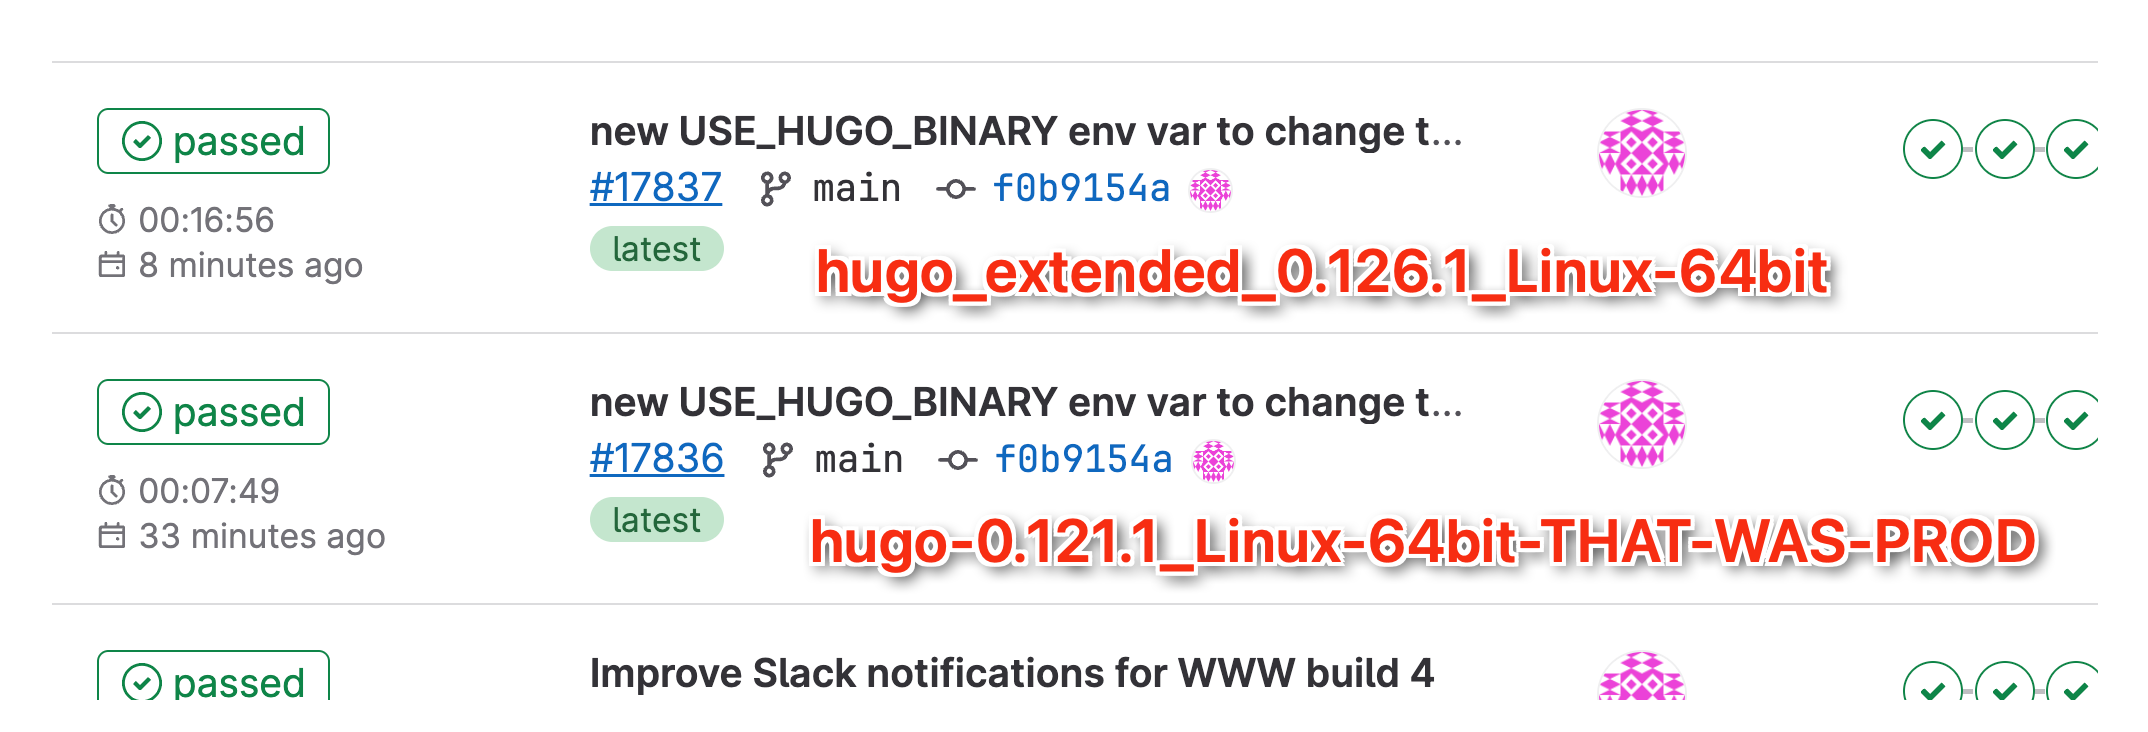 passed
new USE_HUGO_BINARY env var to change t...
#17837 main f0b9154a
00:16:56
latest
8 minutes ago
hugo_extended_0.126.1_Linux-64bit
passed
new USE_HUGO_BINARY env var to change t...
#17836 main f0b9154a
00:07:49
latest
33 minutes ago
hugo-0.121.1_Linux-64bit-THAT-WAS-PROD
passed
Improve Slack notifications for WWW build 4